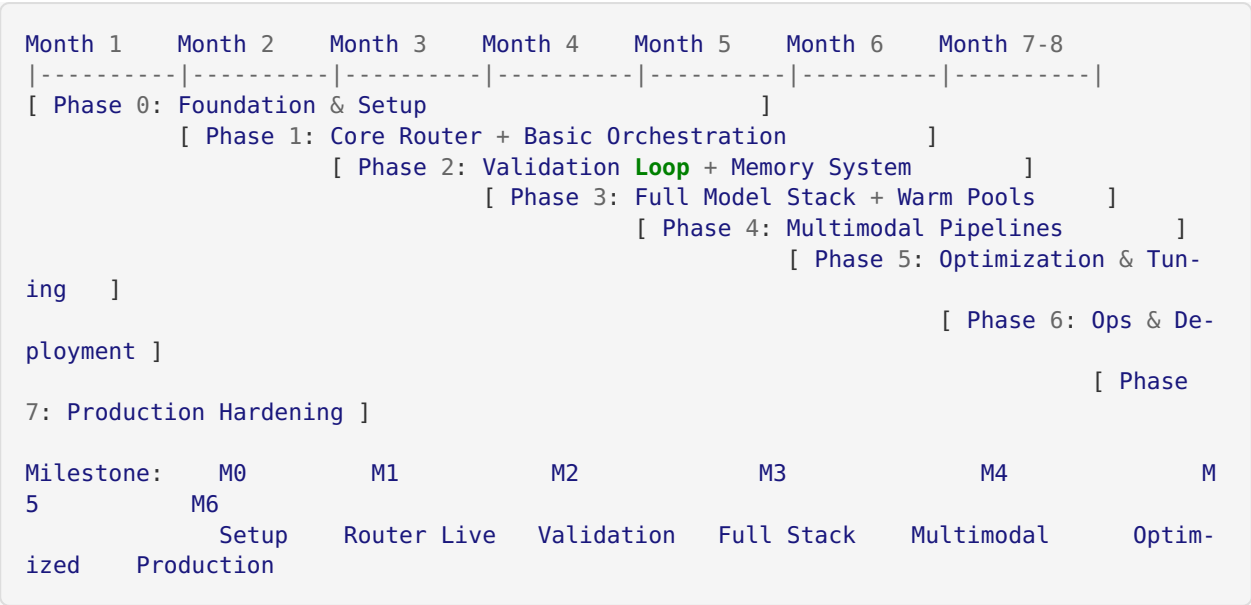 Month 1    Month 2    Month 3    Month 4    Month 5    Month 6    Month 7-8
|----------|----------|----------|----------|----------|----------|----------|
[ Phase 0: Foundation & Setup                      ]
           [ Phase 1: Core Router + Basic Orchestration          ]
                      [ Phase 2: Validation Loop + Memory System        ]
                                 [ Phase 3: Full Model Stack + Warm Pools     ]
                                            [ Phase 4: Multimodal Pipelines        ]
                                                       [ Phase 5: Optimization & Tun-
ing   ]
                                                                  [ Phase 6: Ops & De-
ployment ]
                                                                             [ Phase
7: Production Hardening ]
Milestone:    M0         M1           M2             M3              M4              M
5           M6
              Setup    Router Live   Validation   Full Stack   Multimodal      Optim-
ized    Production